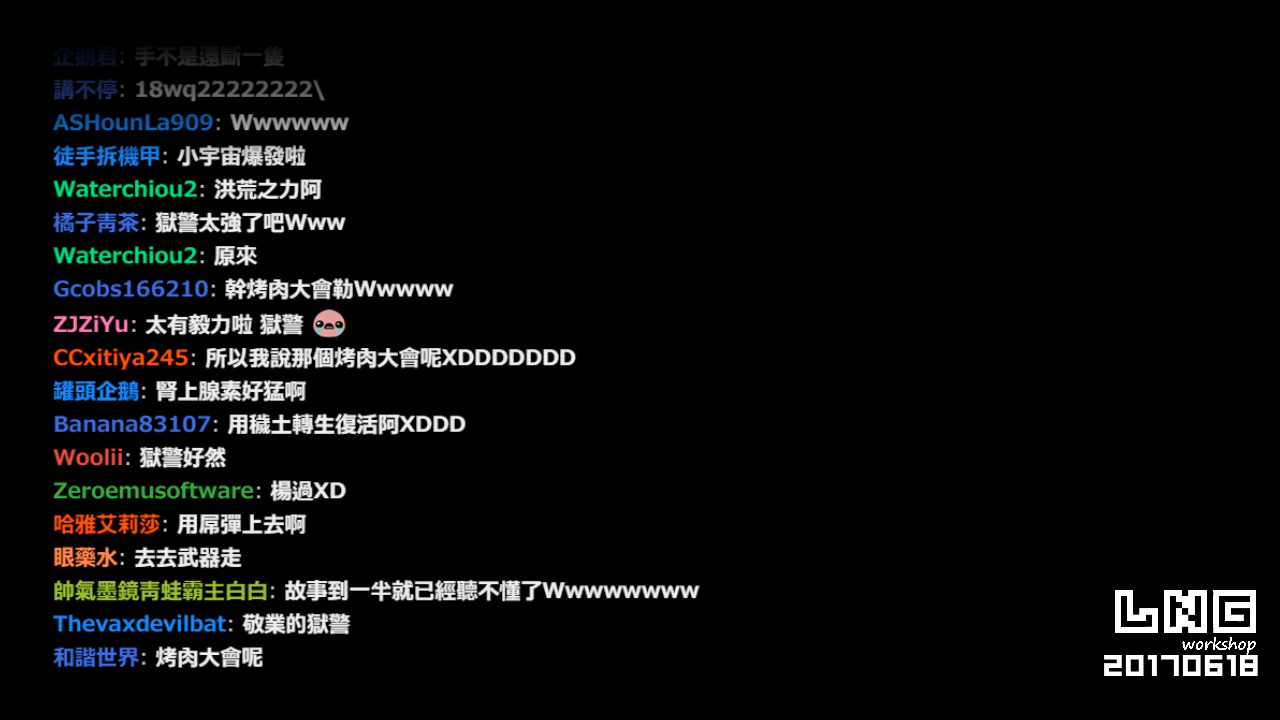 企鵝君: 手不是還斷一隻
講不停: 18wq22222222\
ASHounLa909: Wwwwww
徒手拆機甲: 小宇宙爆發啦
Waterchiou2: 洪荒之力阿
橘子青茶: 獄警太強了吧Www
Waterchiou2: 原來
Gcobs166210: 幹烤肉大會勒Wwwww
ZJZiYu: 太有毅力啦 獄警
CCxitiya245: 所以我說那個烤肉大會呢XDDDDDDD
罐頭企鵝: 腎上腺素好猛啊
Banana83107: 用穢土轉生復活阿XDDD
Woolii: 獄警好然
Zeroemusoftware: 楊過XD
哈雅艾莉莎: 用屌彈上去啊
眼藥水: 去去武器走
帥氣墨鏡青蛙霸主白白: 故事到一半就已經聽不懂了Wwwwwwww
Thevaxdevilbat: 敬業的獄警
和諧世界: 烤肉大會呢
LNG
workshop
20170618